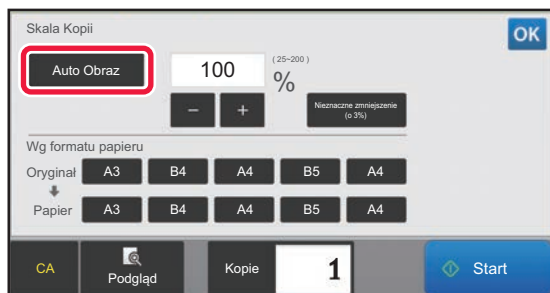 Skala Kopii
OK
Auto Obraz
100
(25~200)
%
− +
Nieznaczne zmniejszenie
(o 3%)
Wg formatu papieru
Oryginał A3 B4 A4 B5 A4
Papier A3 B4 A4 B5 A4
CA
Podgląd
Kopie
1
Start